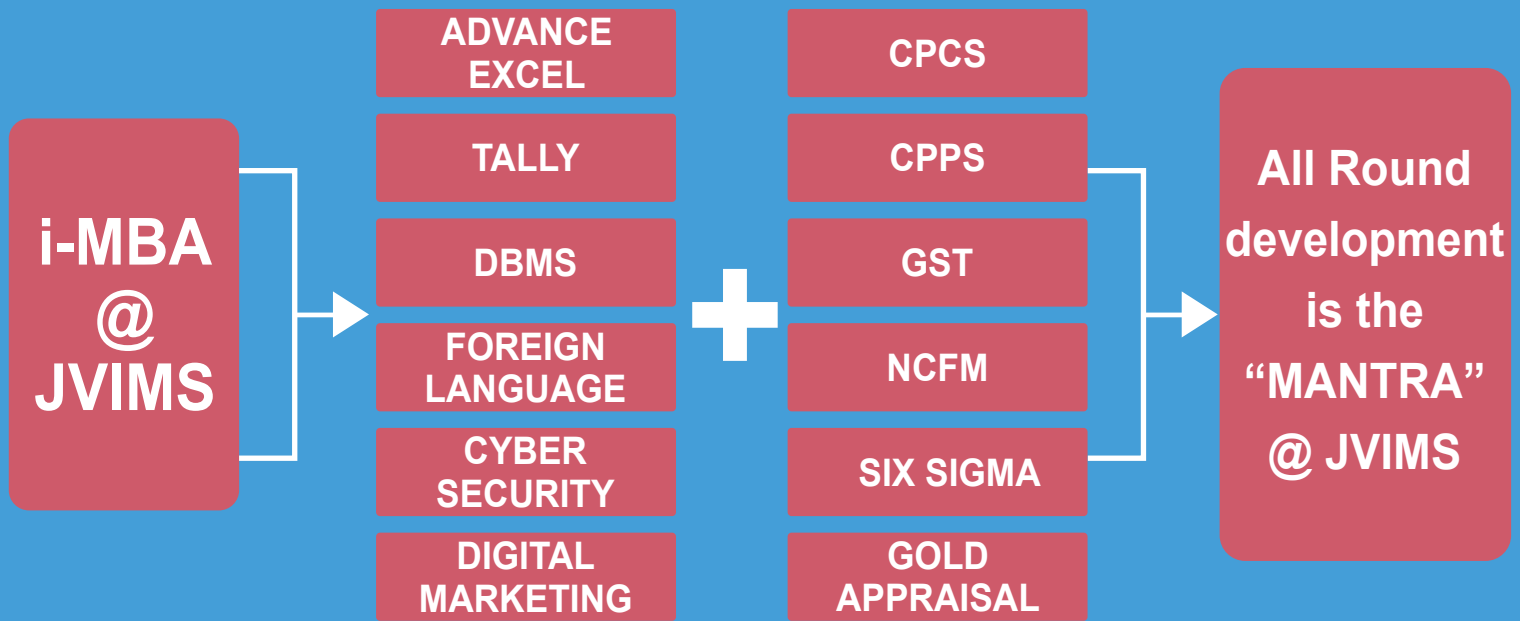 i-MBA
@
JVIMS
ADVANCE
EXCEL
TALLY
DBMS
FOREIGN
LANGUAGE
CYBER
SECURITY
DIGITAL
MARKETING
CPCS
CPPS
GST
NCFM
SIX SIGMA
GOLD
APPRAISAL
All Round
development
is the
“MANTRA”
@ JVIMS